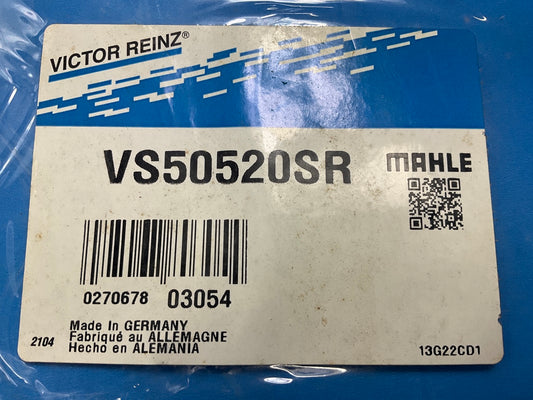 VICTOR REINZ®
VS50520SR
MAHLE
0270678 03054
Made In GERMANY
Fabriqué au ALLEMAGNE
Hecho en ALEMANIA
2104
13G22CD1